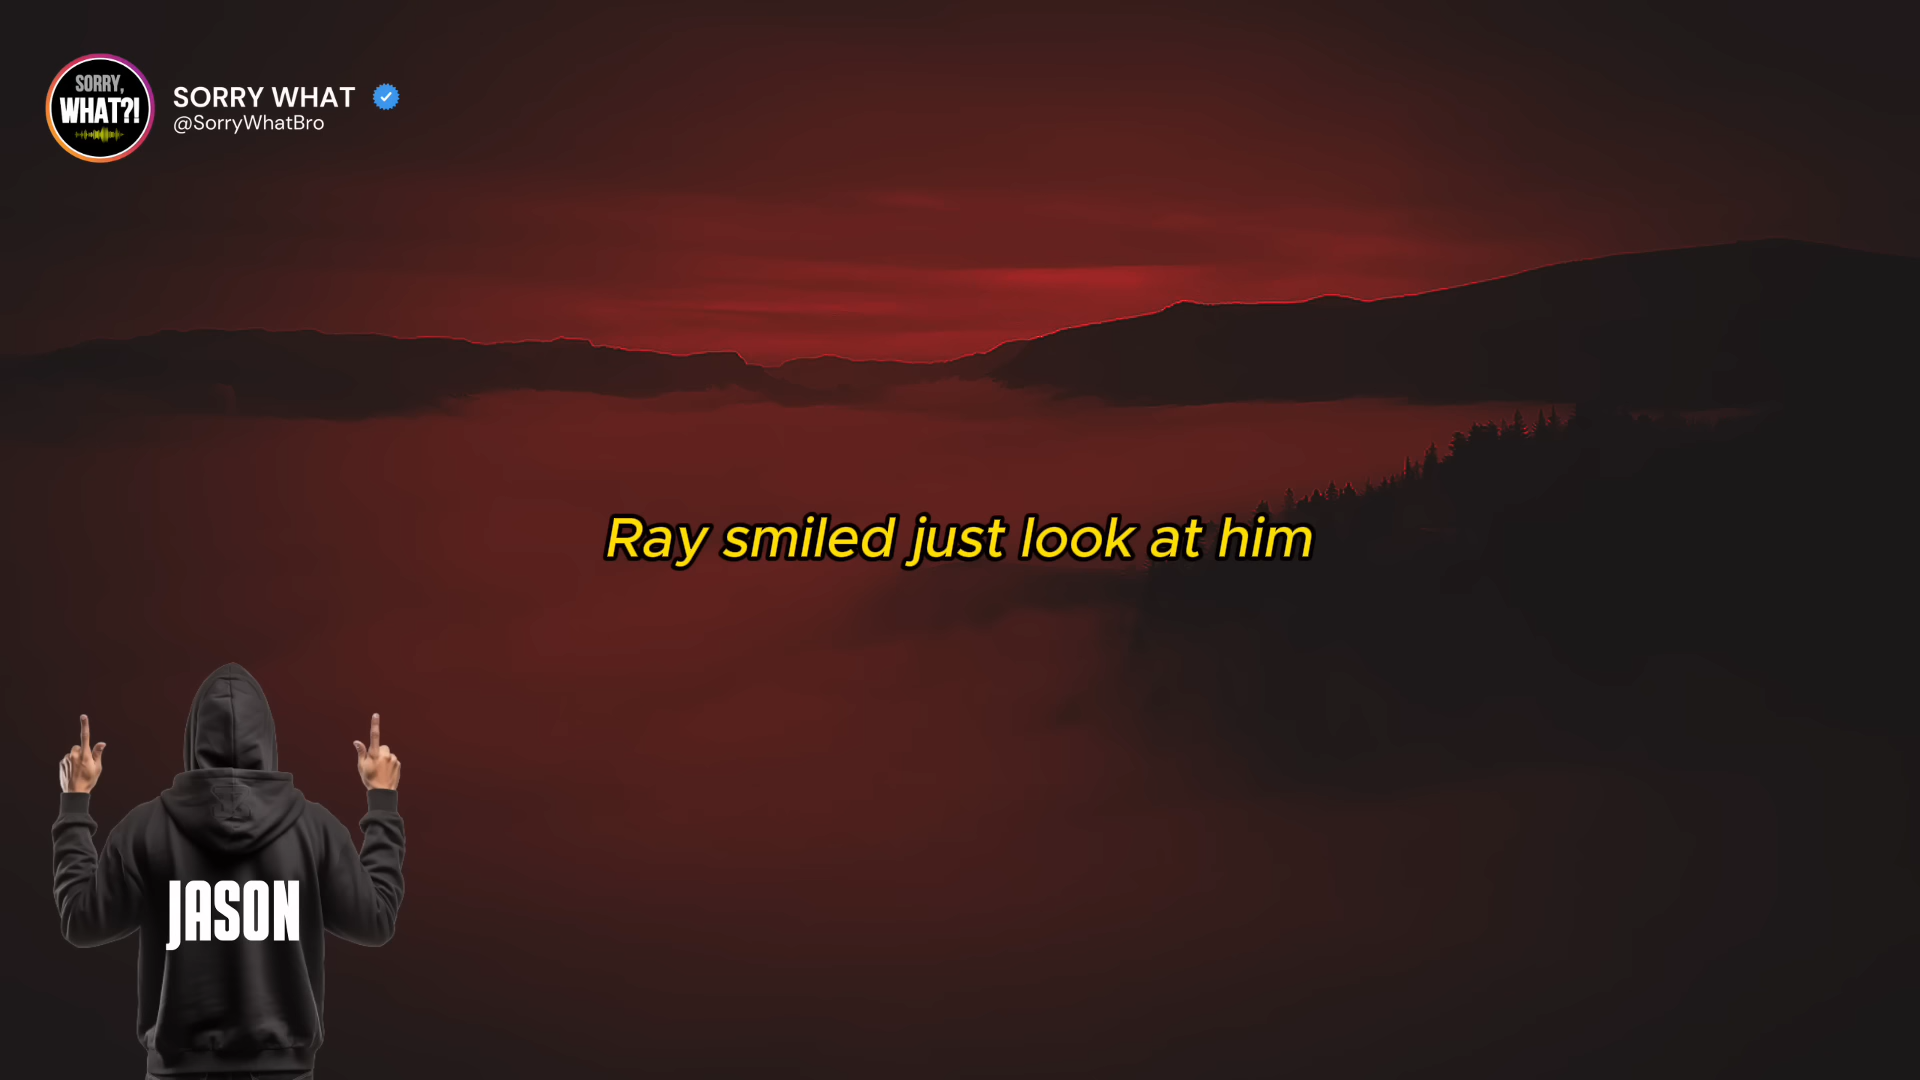 SORRY,
WHAT?!
SORRY WHAT
@SorryWhatBro
Ray smiled just look at him
JASON